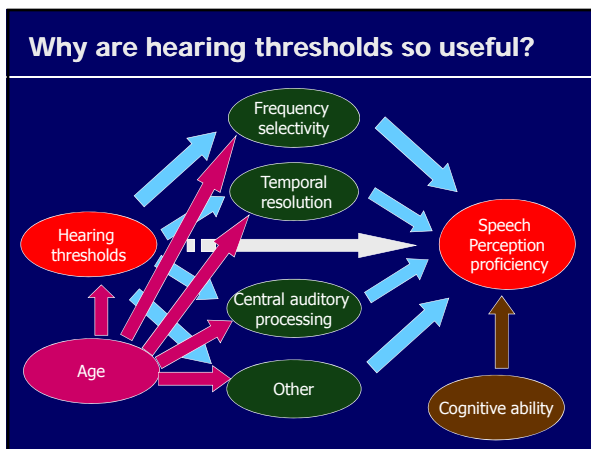 Why are hearing thresholds so useful?
Frequency
selectivity
Temporal
resolution
Hearing
thresholds
Speech
Perception
proficiency
Central auditory
processing
Age
Other
Cognitive ability